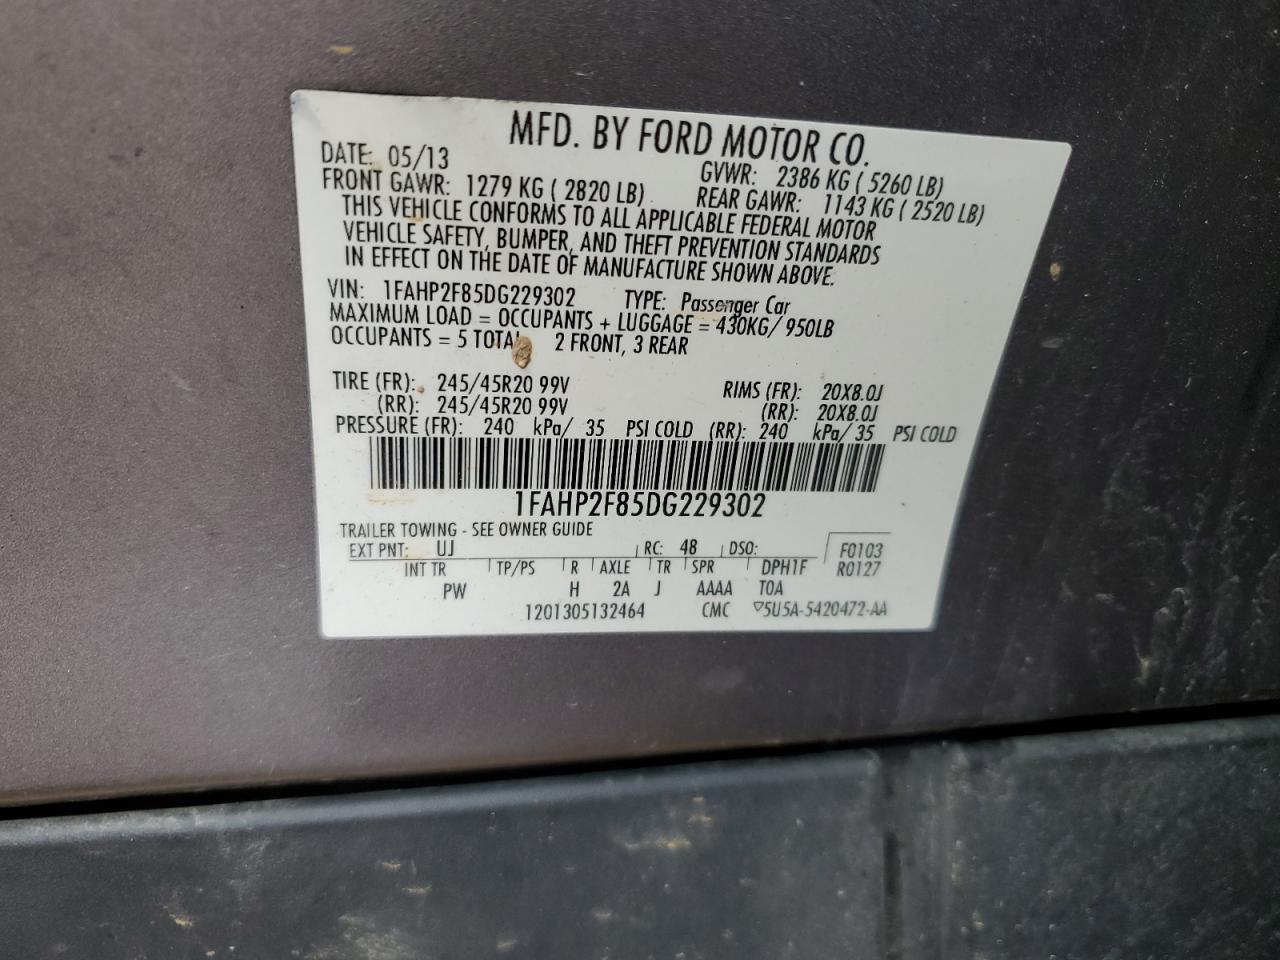 MFD. BY FORD MOTOR CO.
DATE: 05/13 GVWR: 2386 KG ( 5260 LB)
FRONT GAWR: 1279 KG ( 2820 LB) REAR GAWR: 1143 KG ( 2520 LB)
THIS VEHICLE CONFORMS TO ALL APPLICABLE FEDERAL MOTOR
VEHICLE SAFETY, BUMPER, AND THEFT PREVENTION STANDARDS
IN EFFECT ON THE DATE OF MANUFACTURE SHOWN ABOVE.
VIN: 1FAHP2F85DG229302 TYPE: Passenger Car
MAXIMUM LOAD = OCCUPANTS + LUGGAGE = 430KG/ 950LB
OCCUPANTS = 5 TOTAL 2 FRONT, 3 REAR
TIRE (FR): 245/45R20 99V RIMS (FR): 20X8.0J
(RR): 245/45R20 99V (RR): 20X8.0J
PRESSURE (FR): 240 kPa/ 35 PSI COLD (RR): 240 kPa/ 35 PSI COLD
1FAHP2F85DG229302
TRAILER TOWING - SEE OWNER GUIDE
EXT PNT: UJ RC: 48 DSO: F0103
INT TR TP/PS R AXLE TR SPR DPH1F R0127
PW H 2A J AAAA T0A
1201305132464 CMC ▽5U5A-5420472-AA